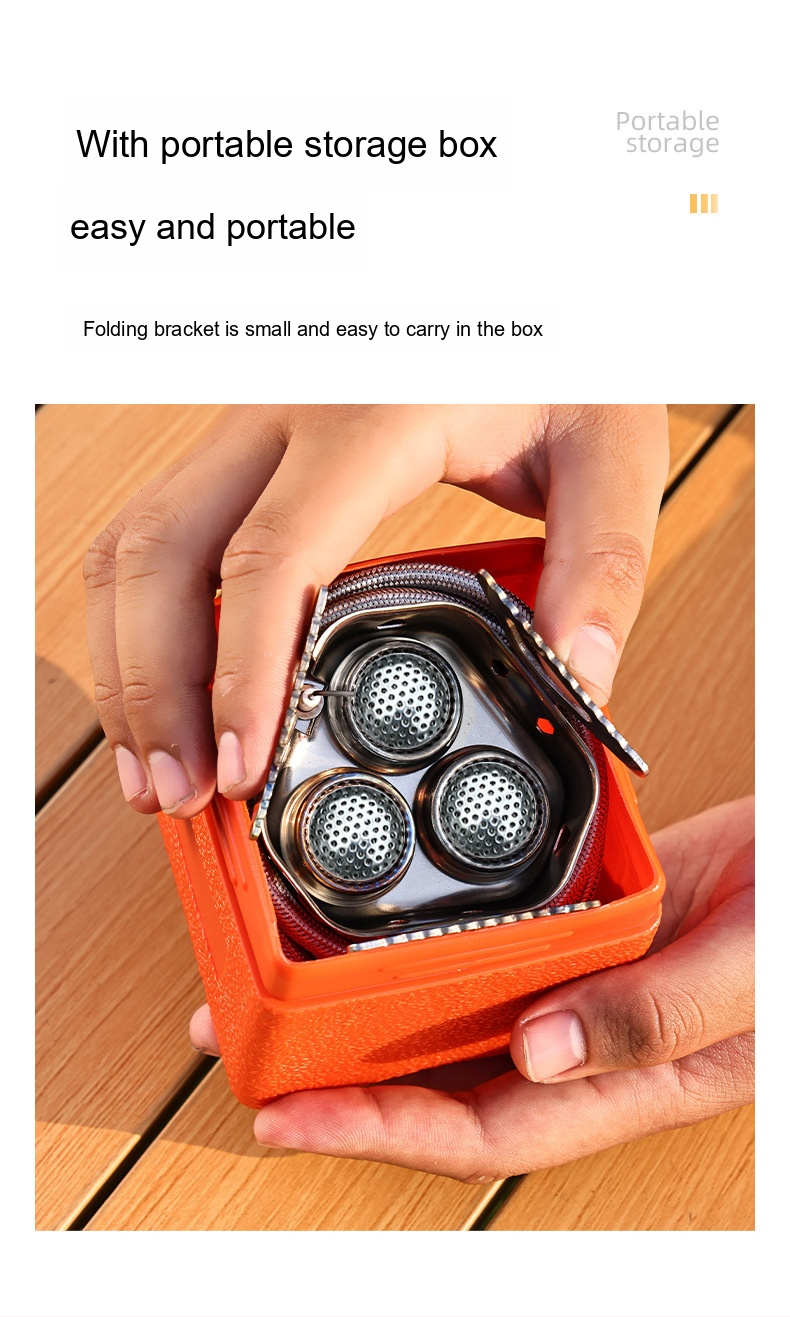 With portable storage box
Portable
storage
easy and portable
Folding bracket is small and easy to carry in the box